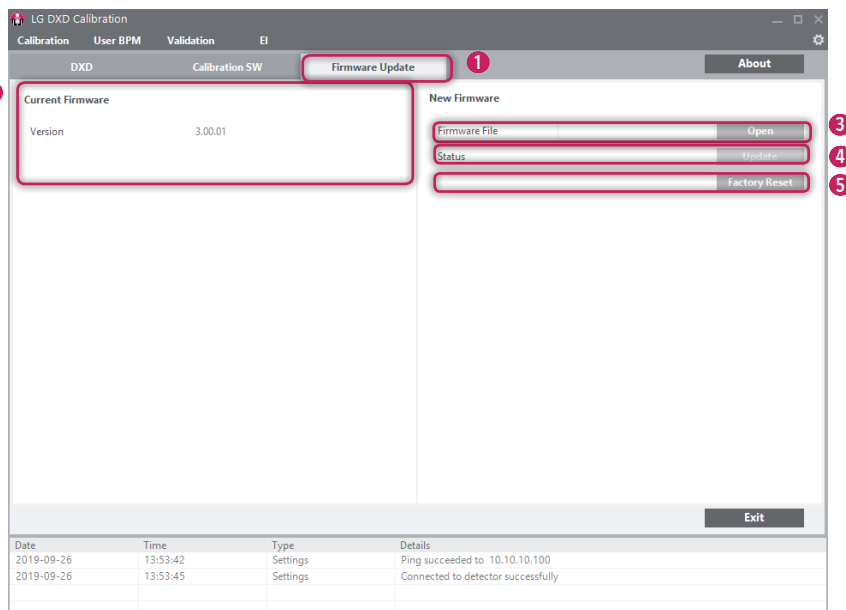 LG DXD Calibration
Calibration User BPM Validation EI
DXD Calibration SW Firmware Update 1 About
Current Firmware
Version 3.00.01
New Firmware
Firmware File Open 3
Status Update 4
Factory Reset 5
Exit
Date Time Type Details
2019-09-26 13:53:42 Settings Ping succeeded to 10.10.10.100
2019-09-26 13:53:45 Settings Connected to detector successfully